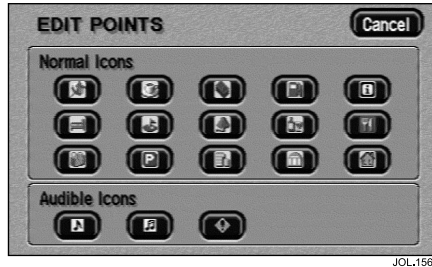 EDIT POINTS
Cancel
Normal Icons
i
P
Audible Icons
JOL.156